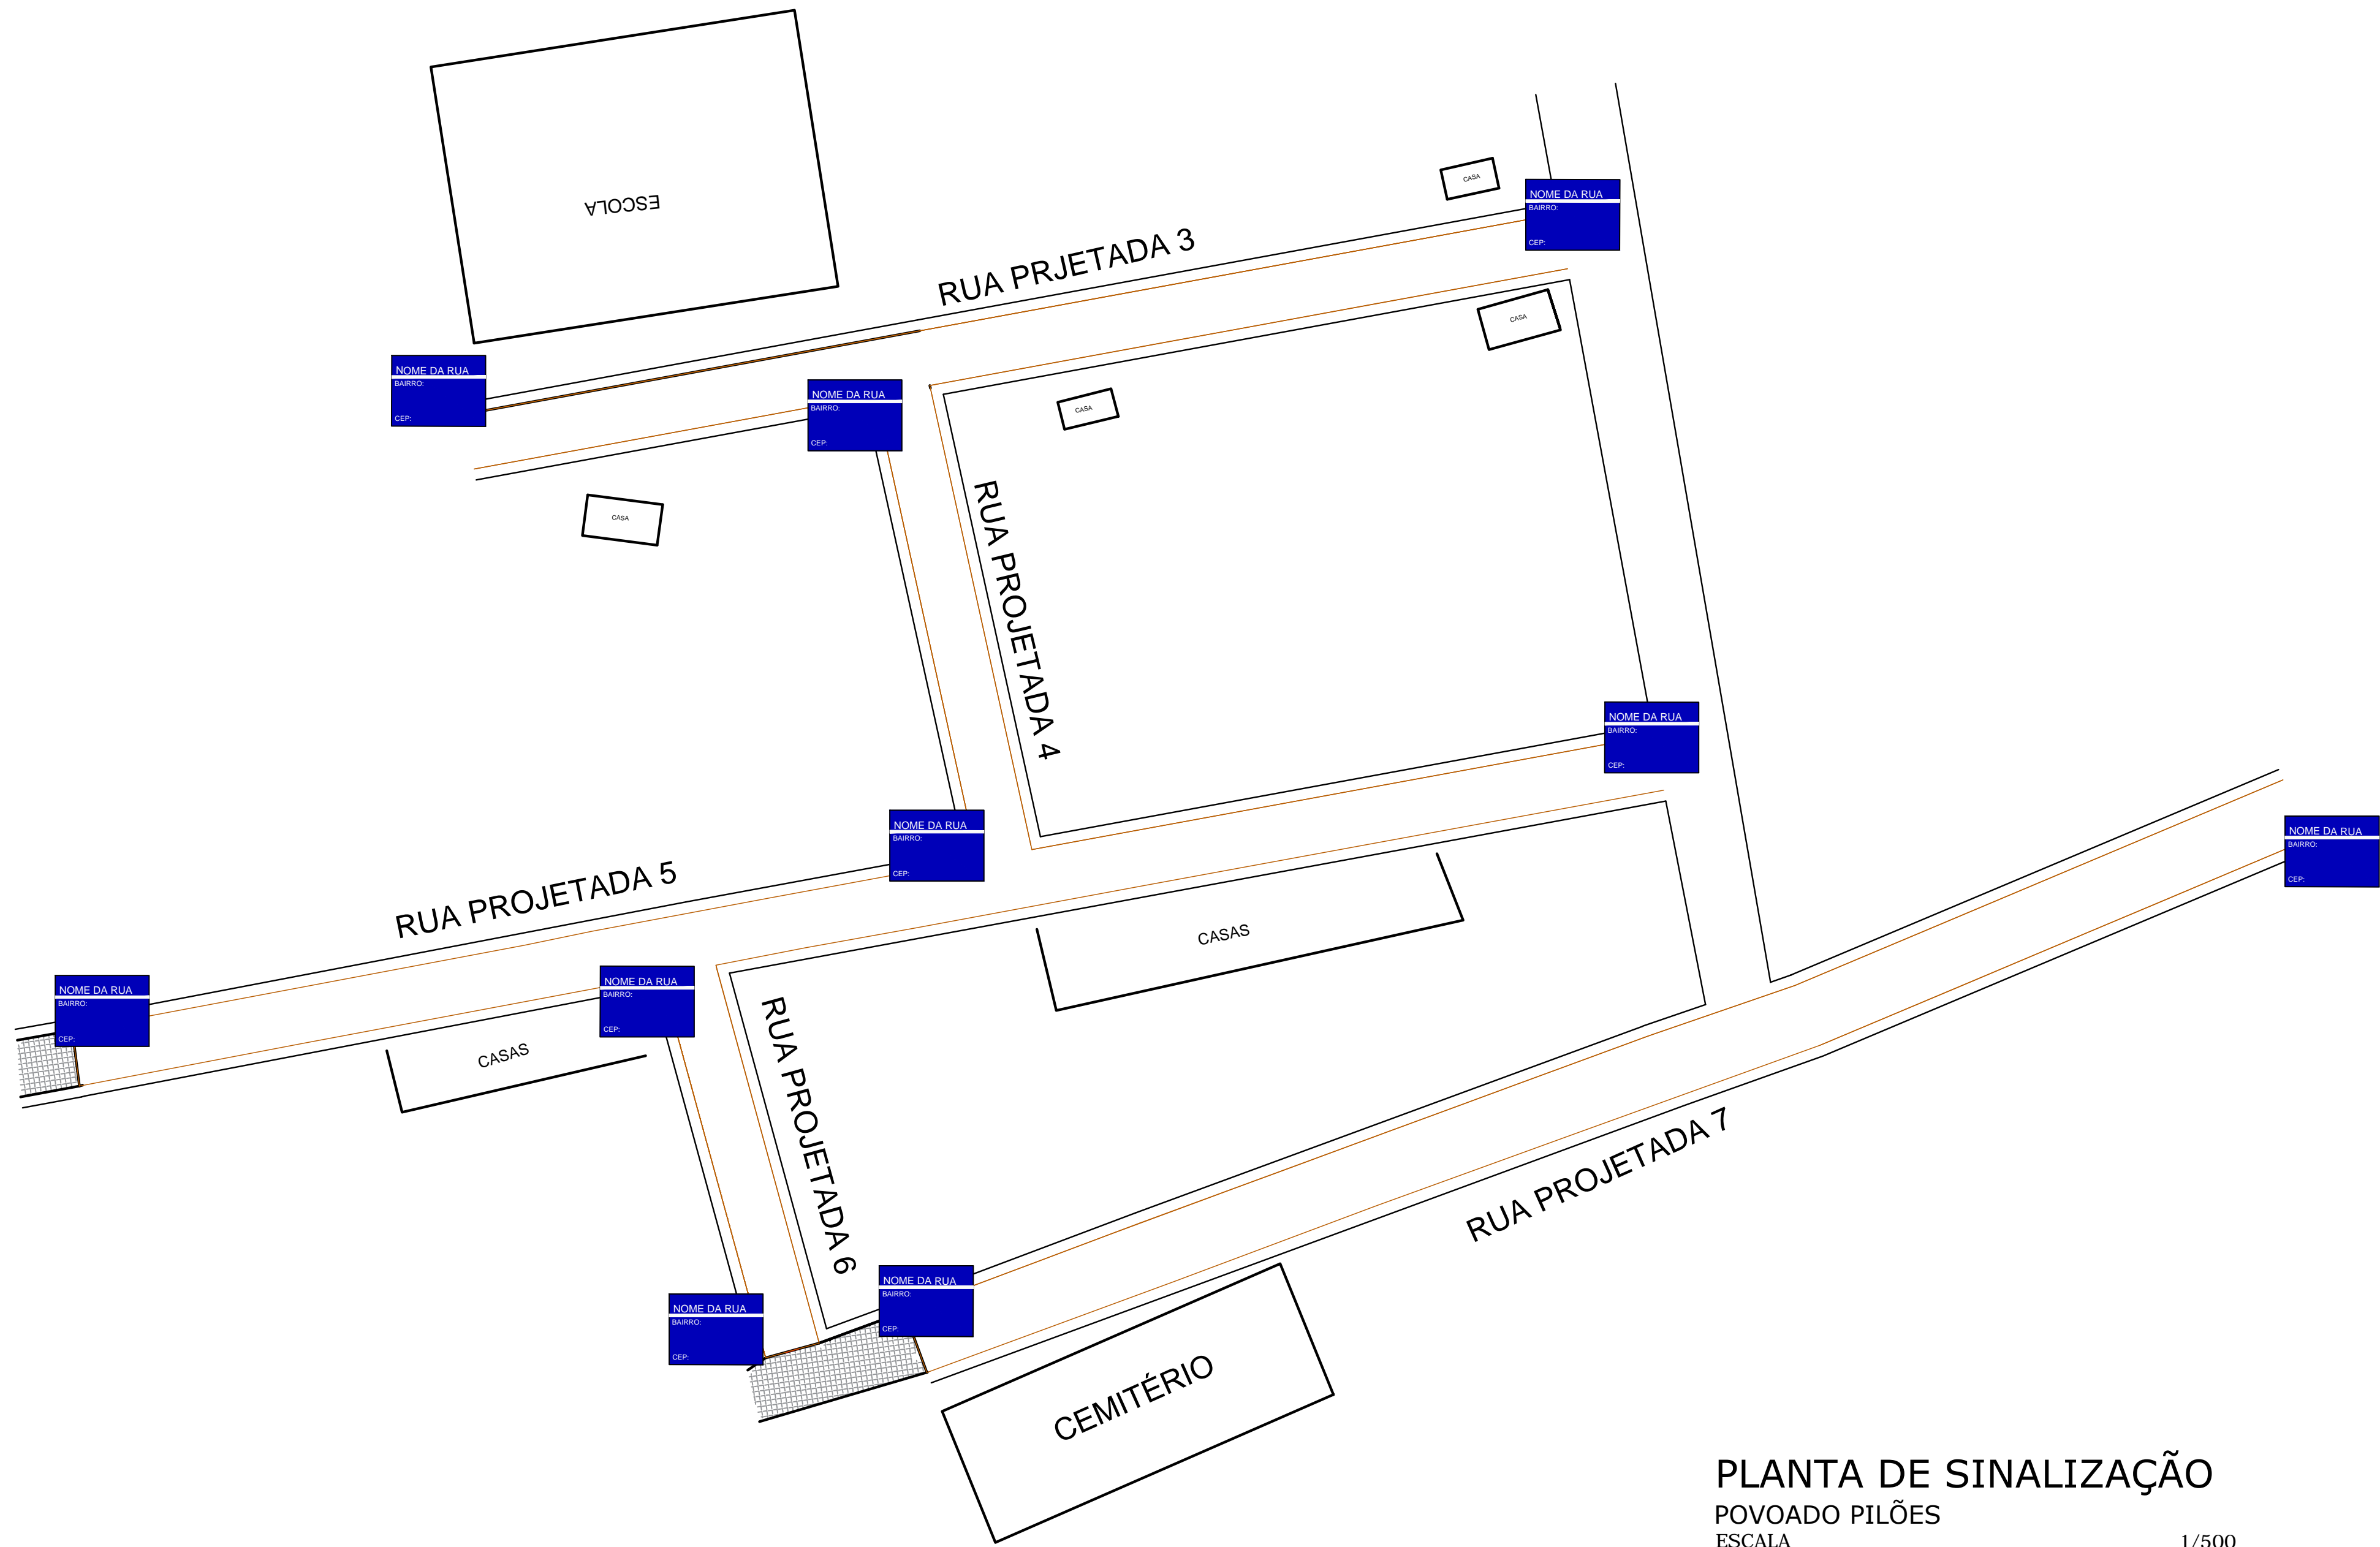 ESCOLA
CASA
NOME DA RUA
BAIRRO:
CEP:
RUA PRJETADA 3
CASA
NOME DA RUA
BAIRRO:
CEP:
NOME DA RUA
BAIRRO:
CEP:
CASA
CASA
RUA PROJETADA 4
NOME DA RUA
BAIRRO:
CEP:
NOME DA RUA
BAIRRO:
CEP:
NOME DA RUA
BAIRRO:
CEP:
RUA PROJETADA 5
CASAS
NOME DA RUA
BAIRRO:
CEP:
NOME DA RUA
BAIRRO:
CEP:
CASAS
RUA PROJETADA 6
RUA PROJETADA 7
NOME DA RUA
BAIRRO:
CEP:
NOME DA RUA
BAIRRO:
CEP:
CEMITÉRIO
PLANTA DE SINALIZAÇÃO
POVOADO PILÕES
ESCALA 1/500